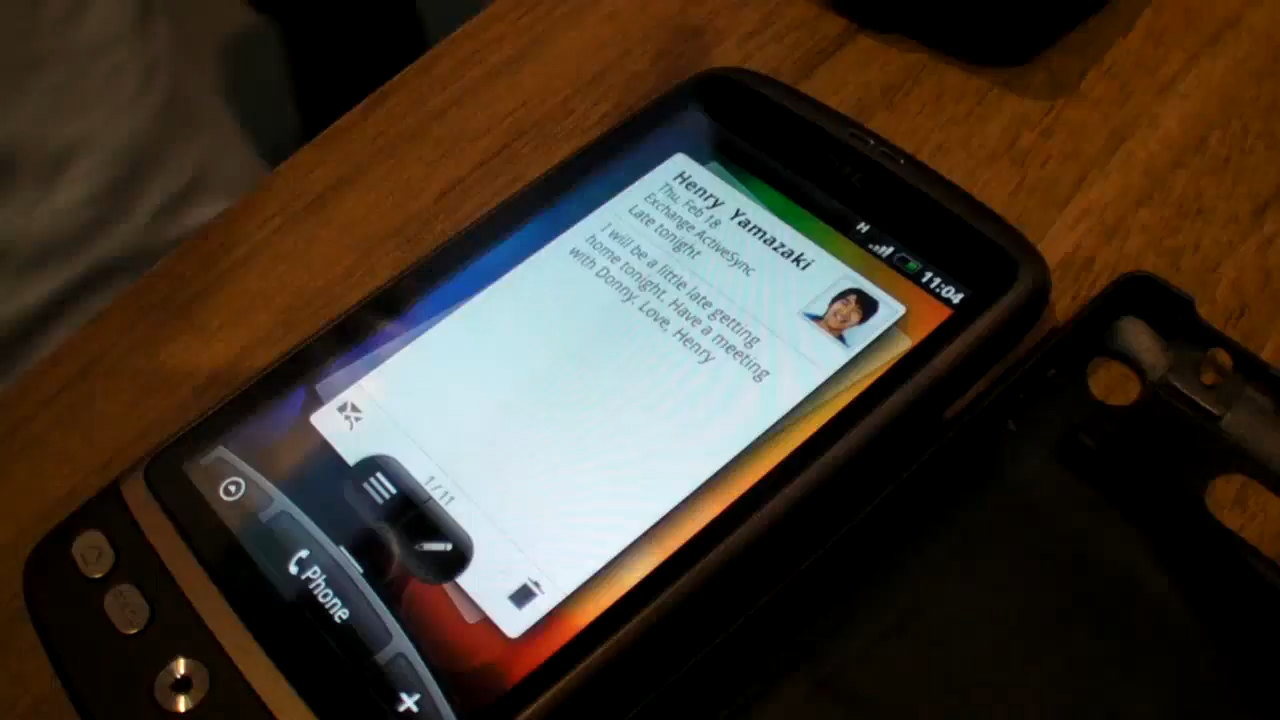 H 11:04
Henry Yamazaki
Thu, Feb 18
Exchange ActiveSync
Late tonight
I will be a little late getting
home tonight. Have a meeting
with Donny. Love, Henry
1/11
Phone